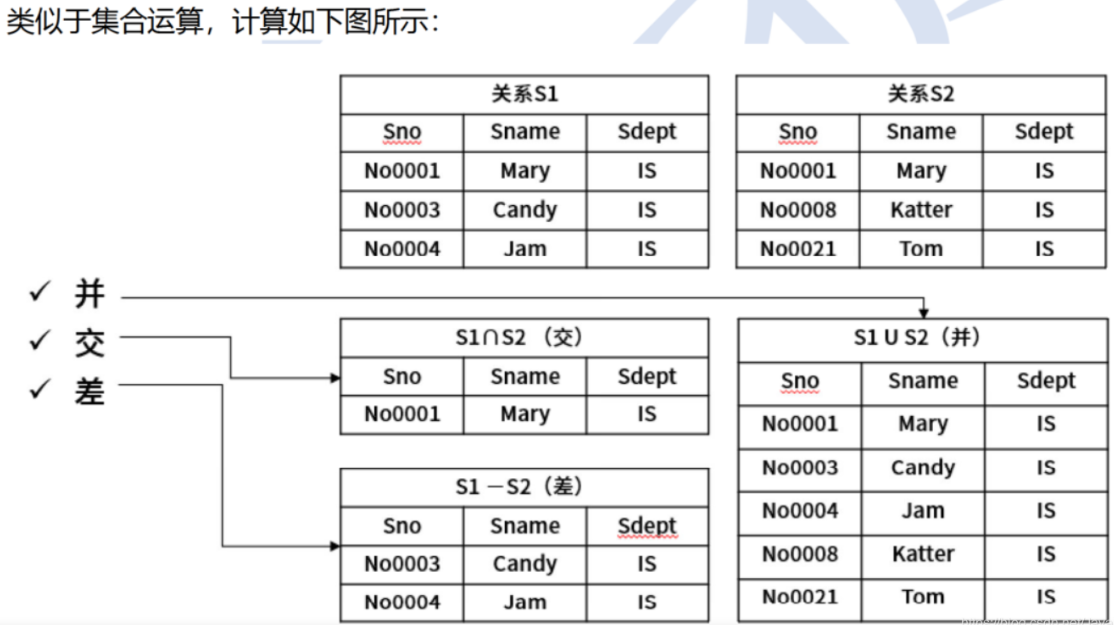 类似于集合运算，计算如下图所示：
关系S1
Sno Sname Sdept
No0001 Mary IS
No0003 Candy IS
No0004 Jam IS
关系S2
Sno Sname Sdept
No0001 Mary IS
No0008 Katter IS
No0021 Tom IS
✓ 并
✓ 交
✓ 差
S1∩S2 （交）
Sno Sname Sdept
No0001 Mary IS
S1 －S2（差）
Sno Sname Sdept
No0003 Candy IS
No0004 Jam IS
S1 U S2（并）
Sno Sname Sdept
No0001 Mary IS
No0003 Candy IS
No0004 Jam IS
No0008 Katter IS
No0021 Tom IS